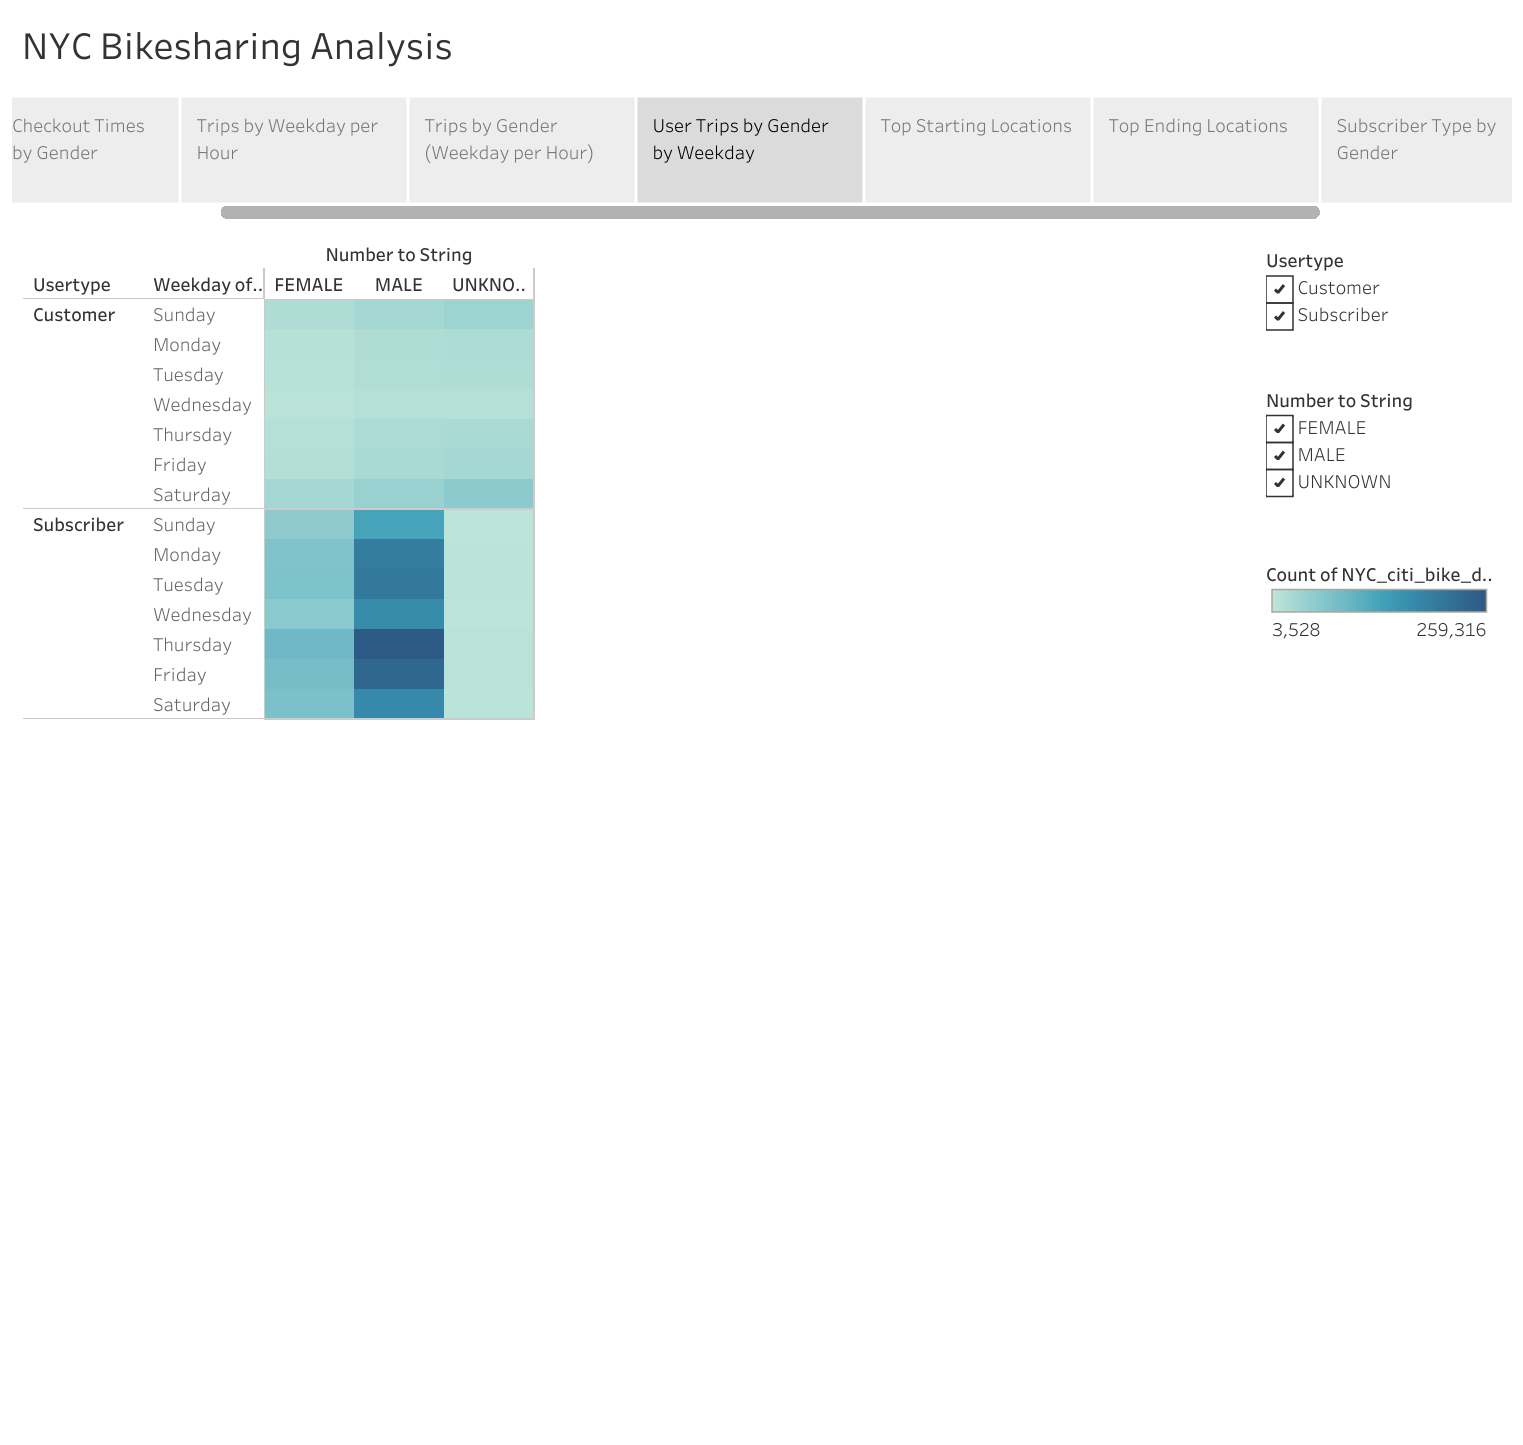 NYC Bikesharing Analysis
Checkout Times
by Gender
Trips by Weekday per
Hour
Trips by Gender
(Weekday per Hour)
User Trips by Gender
by Weekday
Top Starting Locations
Top Ending Locations
Subscriber Type by
Gender
Number to String
Usertype Weekday of.. FEMALE MALE UNKNO..
Customer Sunday
Monday
Tuesday
Wednesday
Thursday
Friday
Saturday
Subscriber Sunday
Monday
Tuesday
Wednesday
Thursday
Friday
Saturday
Usertype
Customer
Subscriber
Number to String
FEMALE
MALE
UNKNOWN
Count of NYC_citi_bike_d..
3,528 259,316